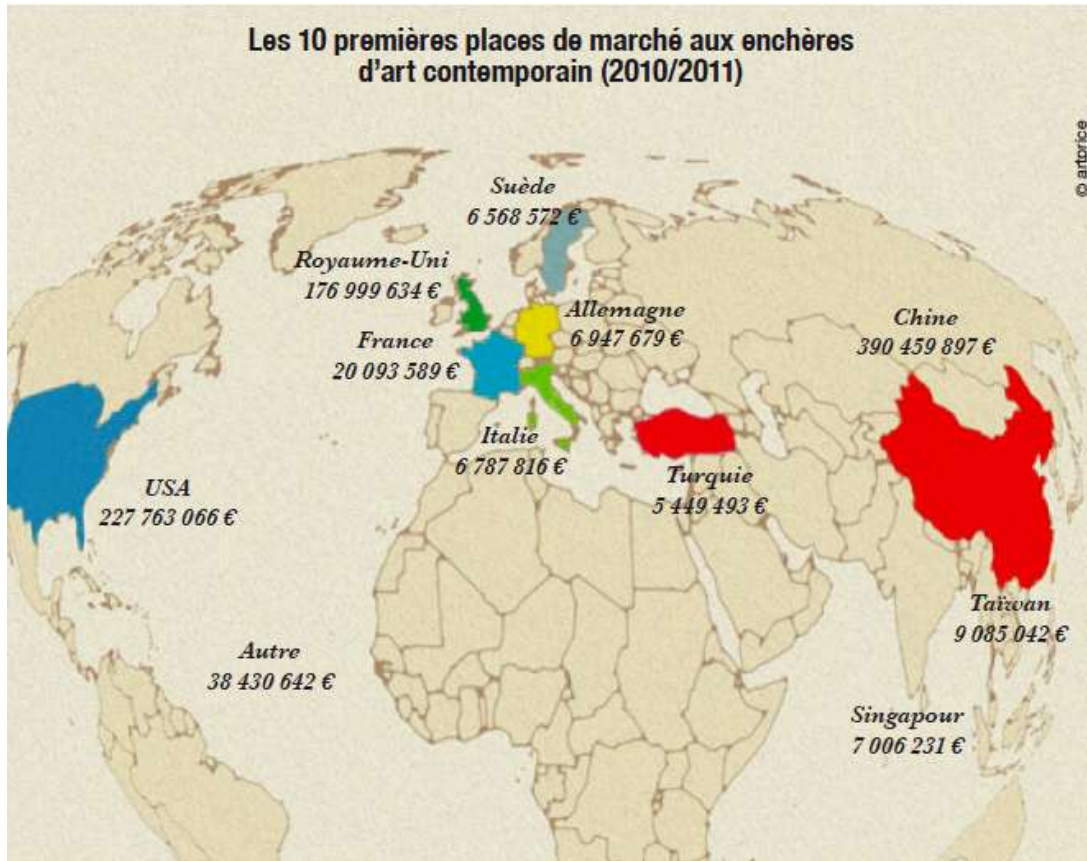 Les 10 premières places de marché aux enchères
d'art contemporain (2010/2011)
© artprice
Suède
6 568 572 €
Royaume-Uni
176 999 634 €
Allemagne
6 947 679 €
Chine
390 459 897 €
France
20 093 589 €
Italie
6 787 816 €
Turquie
5 449 493 €
USA
227 763 066 €
Taïwan
9 085 042 €
Autre
38 430 642 €
Singapour
7 006 231 €